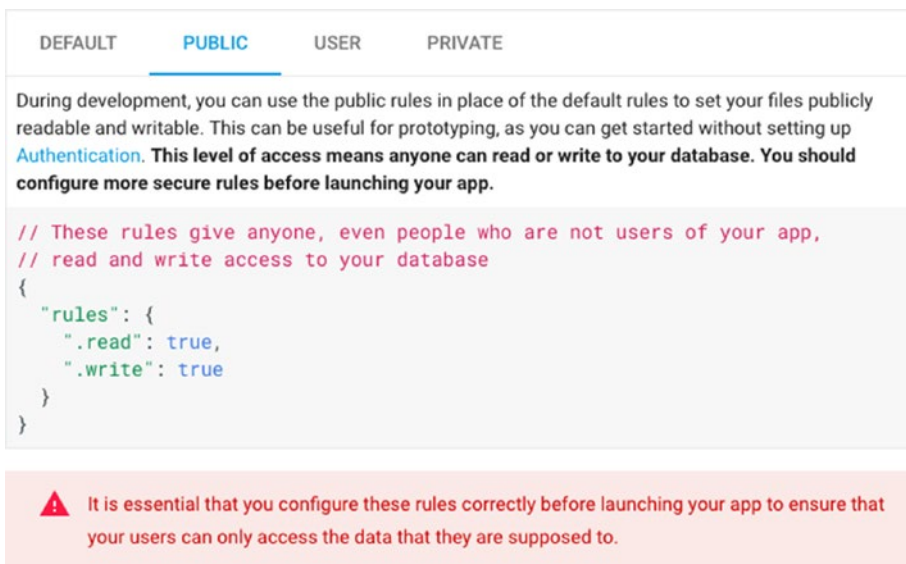 DEFAULT PUBLIC USER PRIVATE
During development, you can use the public rules in place of the default rules to set your files publicly
readable and writable. This can be useful for prototyping, as you can get started without setting up
Authentication. This level of access means anyone can read or write to your database. You should
configure more secure rules before launching your app.
// These rules give anyone, even people who are not users of your app,
// read and write access to your database
{
  "rules": {
    ".read": true,
    ".write": true
  }
}
It is essential that you configure these rules correctly before launching your app to ensure that
your users can only access the data that they are supposed to.